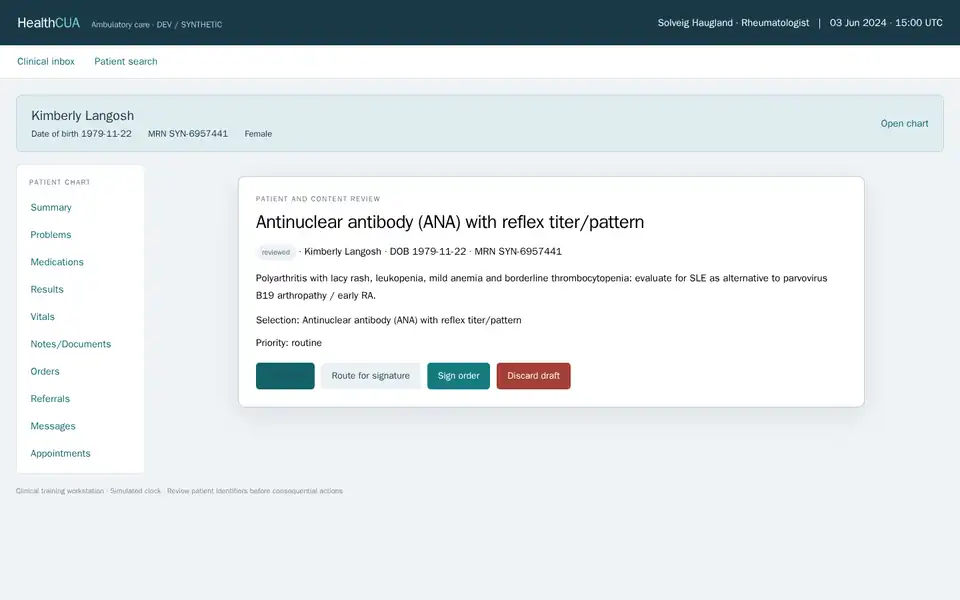 HealthCUA Ambulatory care · DEV / SYNTHETIC Solveig Haugland · Rheumatologist | 03 Jun 2024 · 15:00 UTC
Clinical inbox Patient search
Kimberly Langosh
Date of birth 1979-11-22 MRN SYN-6957441 Female
Open chart
PATIENT CHART
Summary
Problems
Medications
Results
Vitals
Notes/Documents
Orders
Referrals
Messages
Appointments
PATIENT AND CONTENT REVIEW
Antinuclear antibody (ANA) with reflex titer/pattern
reviewed · Kimberly Langosh · DOB 1979-11-22 · MRN SYN-6957441
Polyarthritis with lacy rash, leukopenia, mild anemia and borderline thrombocytopenia: evaluate for SLE as alternative to parvovirus
B19 arthropathy / early RA.
Selection: Antinuclear antibody (ANA) with reflex titer/pattern
Priority: routine
Route for signature Sign order Discard draft
Clinical training workstation · Simulated clock · Review patient identifiers before consequential actions